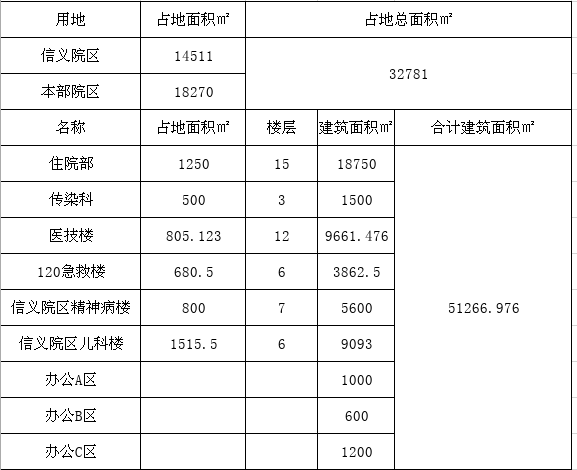 用地 占地面积㎡ 占地总面积㎡
信义院区 14511 32781
本部院区 18270
名称 占地面积㎡ 楼层 建筑面积㎡ 合计建筑面积㎡
住院部 1250 15 18750 51266.976
传染科 500 3 1500
医技楼 805.123 12 9661.476
120急救楼 680.5 6 3862.5
信义院区精神病楼 800 7 5600
信义院区儿科楼 1515.5 6 9093
办公A区 1000
办公B区 600
办公C区 1200